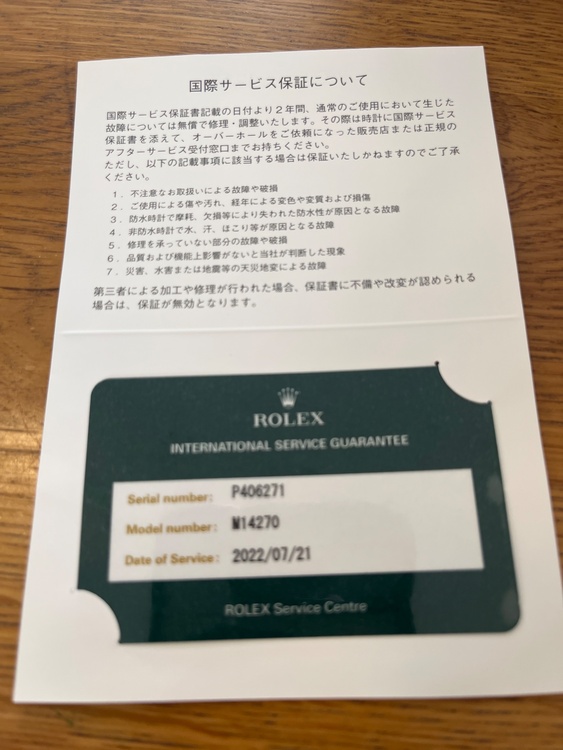 国際サービス保証について
国際サービス保証書記載の日付より２年間、通常のご使用において生じた
故障については無償で修理・調整いたします。その際は時計に国際サービス
保証書を添えて、オーバーホールをご依頼になった販売店または正規の
アフターサービス受付窓口までお持ちください。
ただし、以下の記載事項に該当する場合は保証いたしかねますのでご了承
ください。
１．不注意なお取扱いによる故障や破損
２．ご使用による傷や汚れ、経年による変色や変質および損傷
３．防水時計で摩耗、欠損等により失われた防水性が原因となる故障
４．非防水時計で水、汗、ほこり等が原因となる故障
５．修理を承っていない部分の故障や破損
６．品質および機能上影響がないと当社が判断した現象
７．災害、水害または地震等の天災地変による故障
第三者による加工や修理が行われた場合、保証書に不備や改変が認められる
場合は、保証が無効となります。
ROLEX
INTERNATIONAL SERVICE GUARANTEE
Serial number: P406271
Model number: M14270
Date of Service: 2022/07/21
ROLEX Service Centre